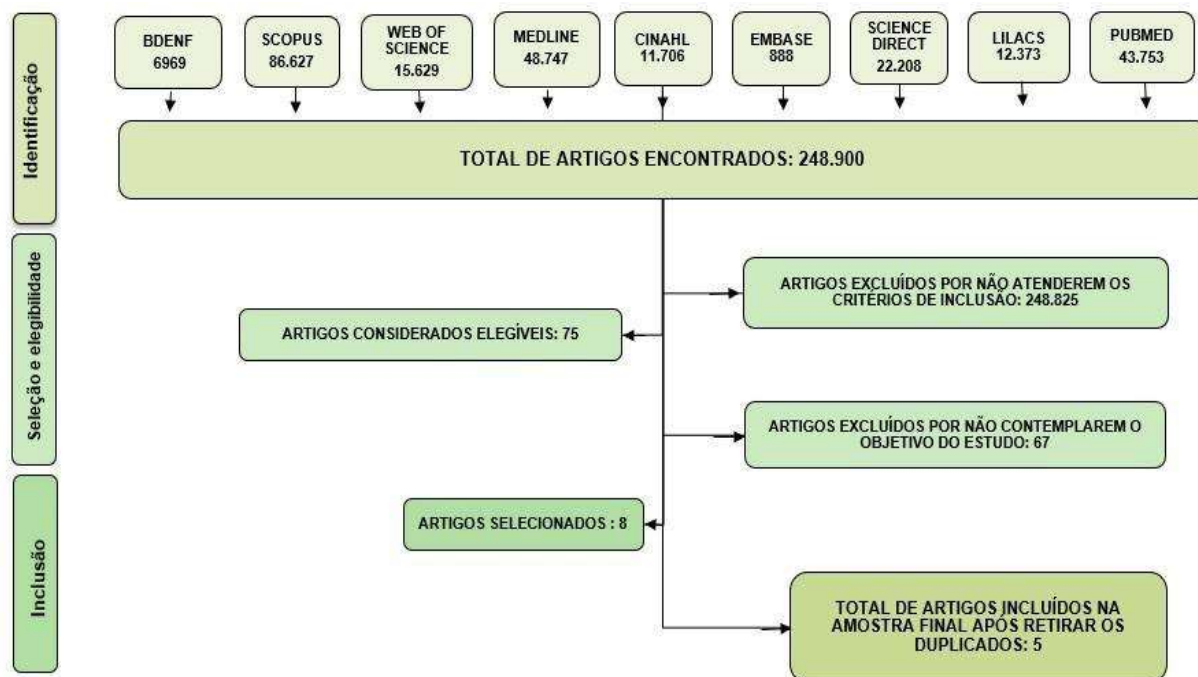 BDENF
6969
SCOPUS
86.627
WEB OF
SCIENCE
15.629
MEDLINE
48.747
CINAHL
11.706
EMBASE
888
SCIENCE
DIRECT
22.208
LILACS
12.373
PUBMED
43.753
Identificação
TOTAL DE ARTIGOS ENCONTRADOS: 248.900
Seleção e elegibilidade
ARTIGOS EXCLUÍDOS POR NÃO ATENDEREM OS
CRITÉRIOS DE INCLUSÃO: 248.825
ARTIGOS CONSIDERADOS ELEGÍVEIS: 75
ARTIGOS EXCLUÍDOS POR NÃO CONTEMPLAREM O
OBJETIVO DO ESTUDO: 67
Inclusão
ARTIGOS SELECIONADOS : 8
TOTAL DE ARTIGOS INCLUÍDOS NA
AMOSTRA FINAL APÓS RETIRAR OS
DUPLICADOS: 5